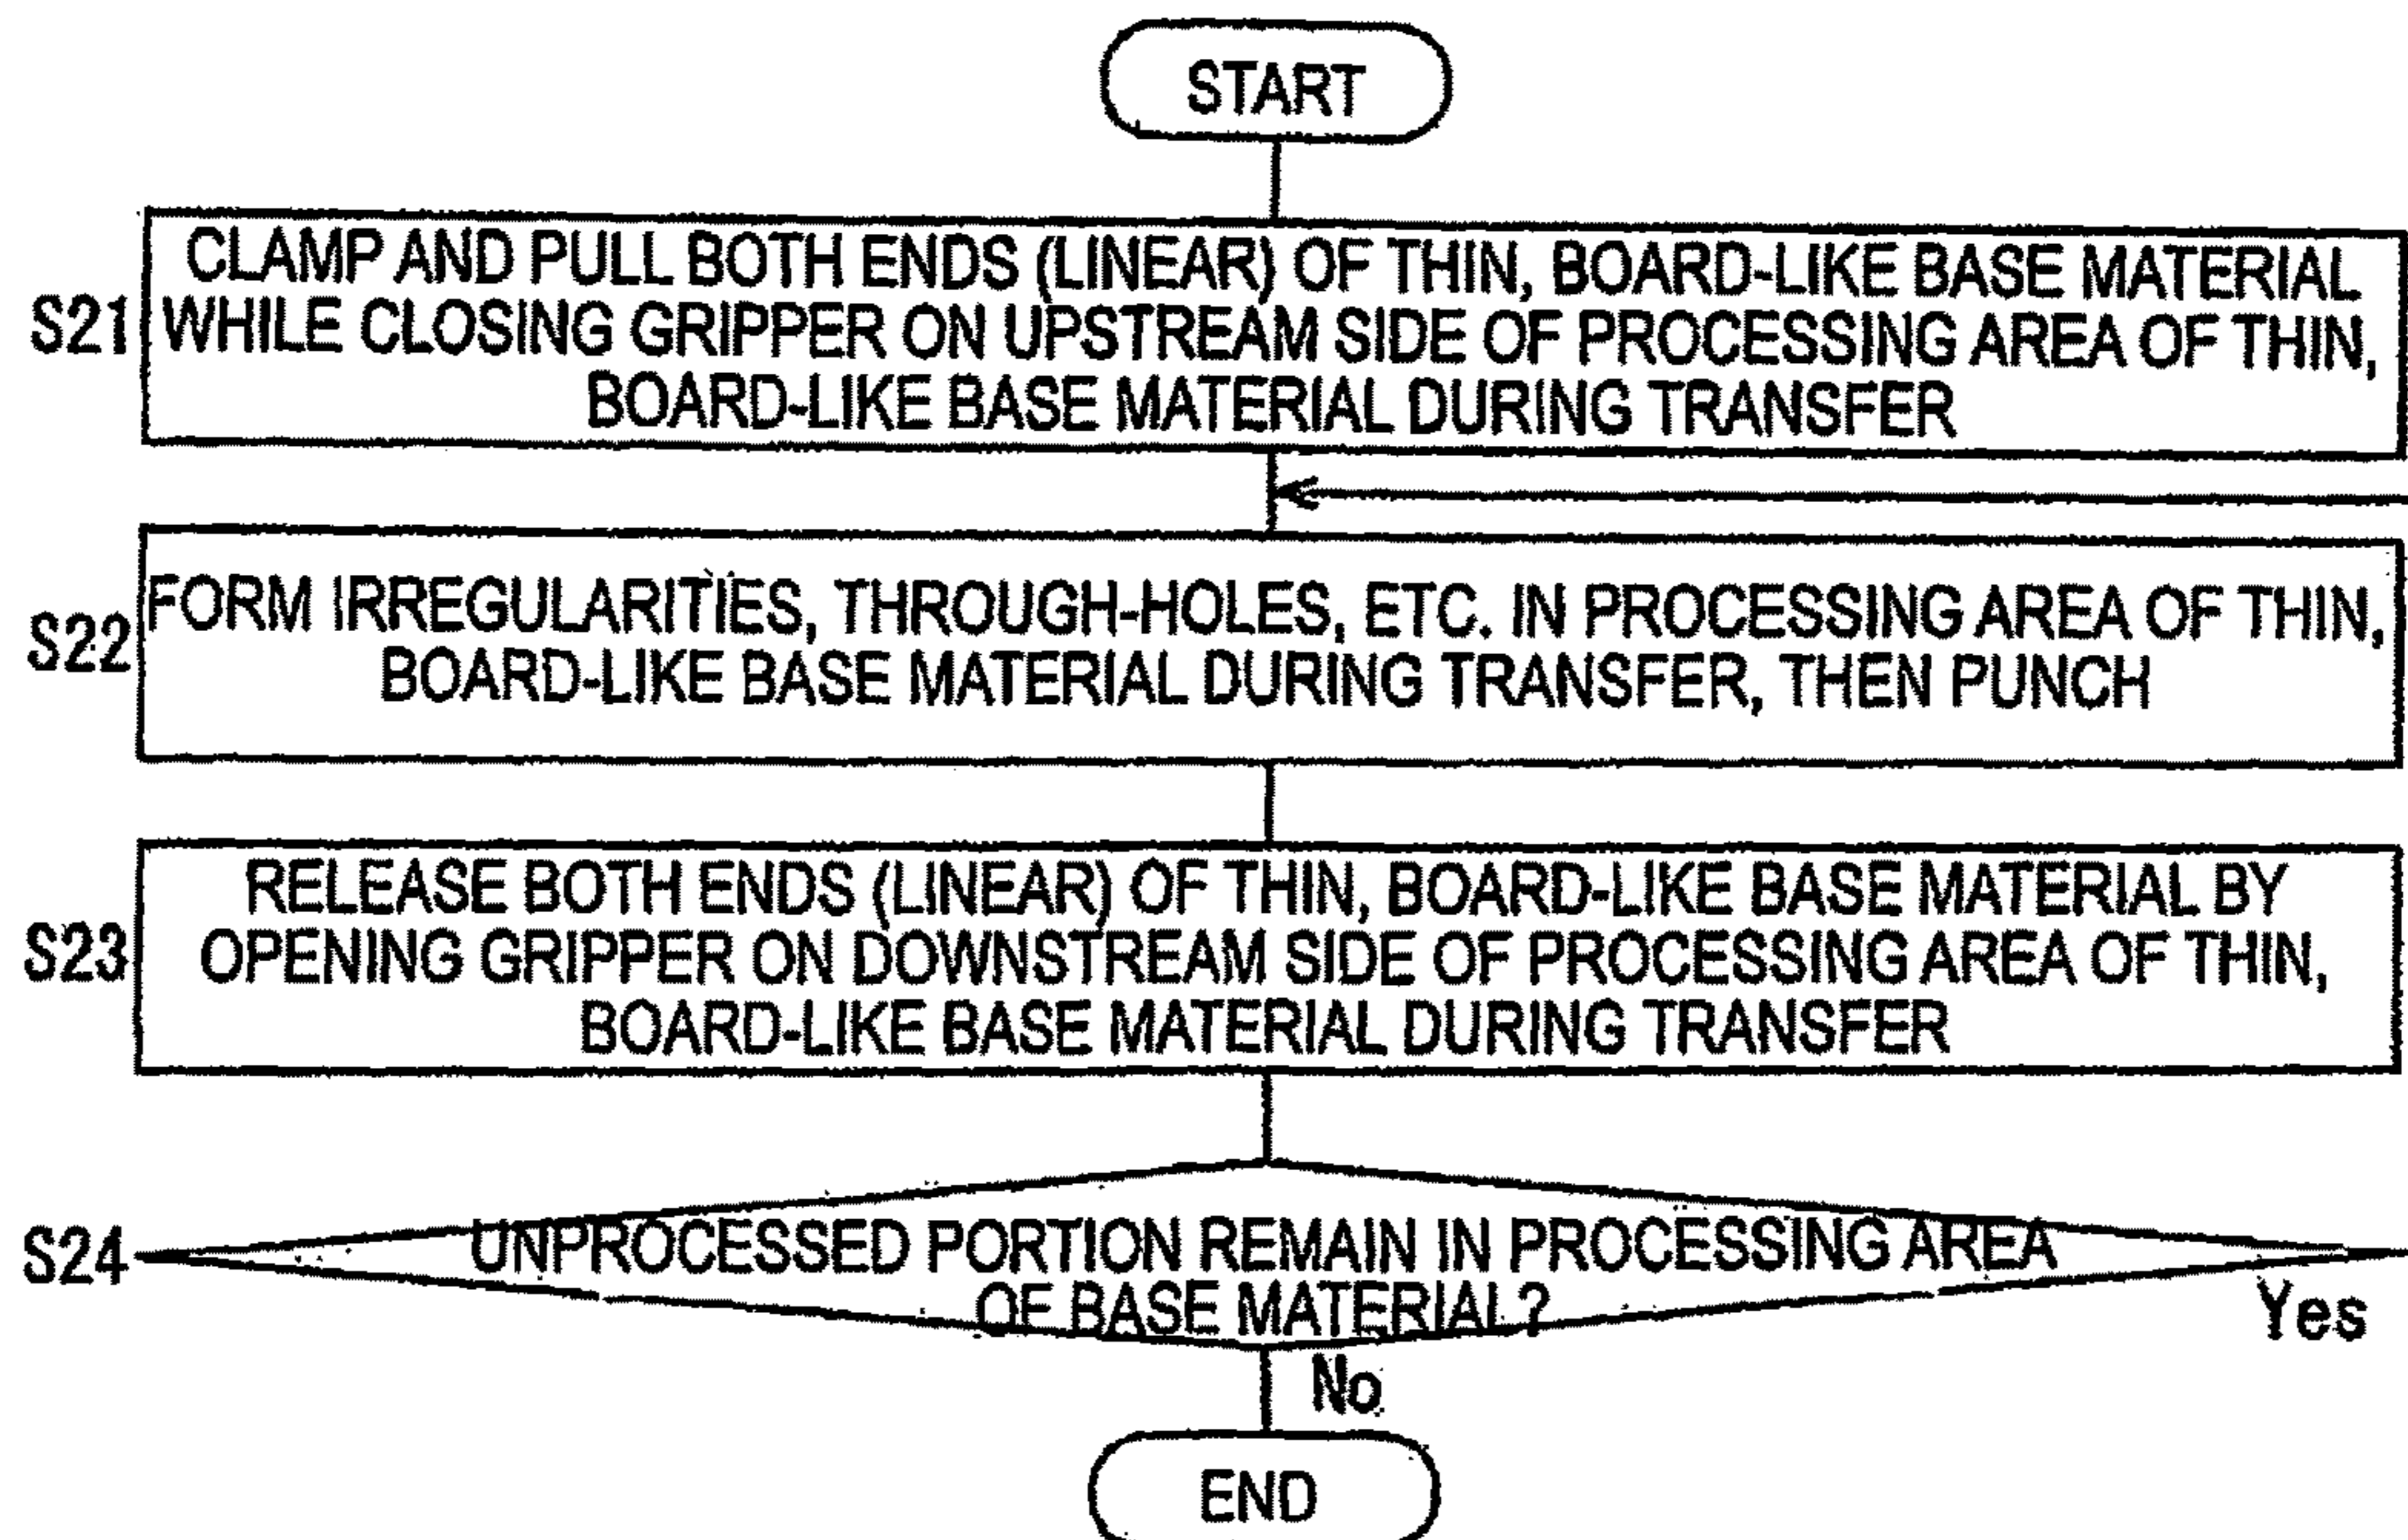 START
S21
CLAMP AND PULL BOTH ENDS (LINEAR) OF THIN, BOARD-LIKE BASE MATERIAL
WHILE CLOSING GRIPPER ON UPSTREAM SIDE OF PROCESSING AREA OF THIN,
BOARD-LIKE BASE MATERIAL DURING TRANSFER
S22
FORM IRREGULARITIES, THROUGH-HOLES, ETC. IN PROCESSING AREA OF THIN,
BOARD-LIKE BASE MATERIAL DURING TRANSFER, THEN PUNCH
S23
RELEASE BOTH ENDS (LINEAR) OF THIN, BOARD-LIKE BASE MATERIAL BY
OPENING GRIPPER ON DOWNSTREAM SIDE OF PROCESSING AREA OF THIN,
BOARD-LIKE BASE MATERIAL DURING TRANSFER
S24
UNPROCESSED PORTION REMAIN IN PROCESSING AREA
OF BASE MATERIAL?
Yes
No
END